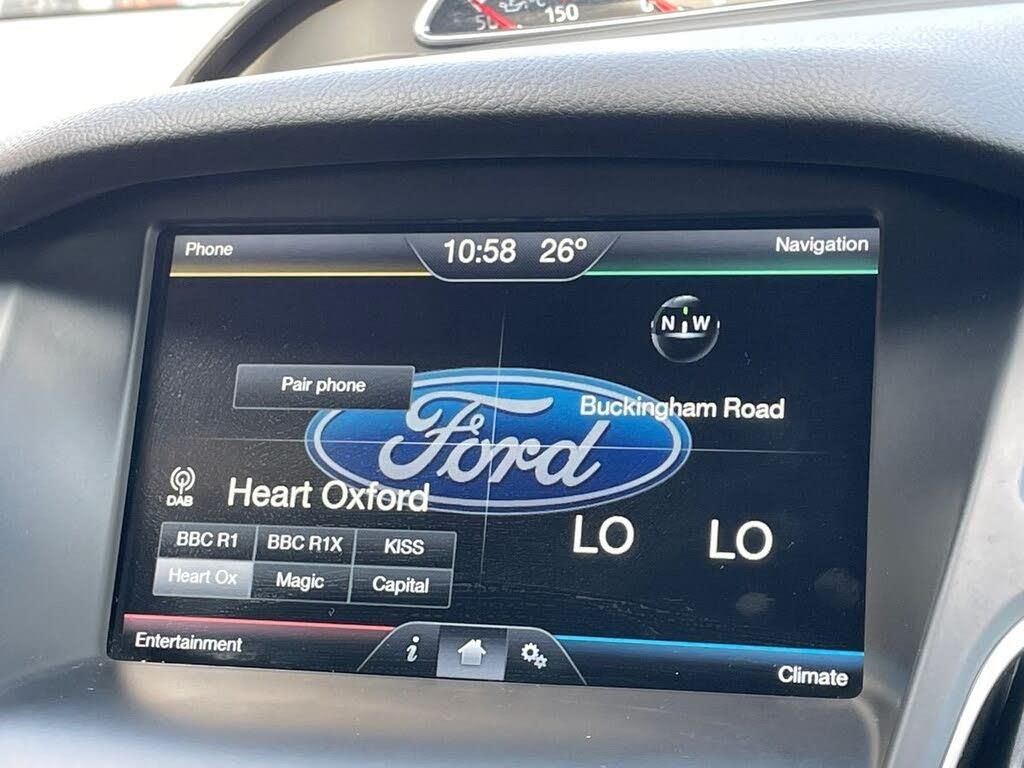 50 150
Phone 10:58 26° Navigation
N W
Pair phone
Ford
Buckingham Road
DAB
Heart Oxford
LO LO
BBC R1 BBC R1X KISS
Heart Ox Magic Capital
Entertainment i Climate